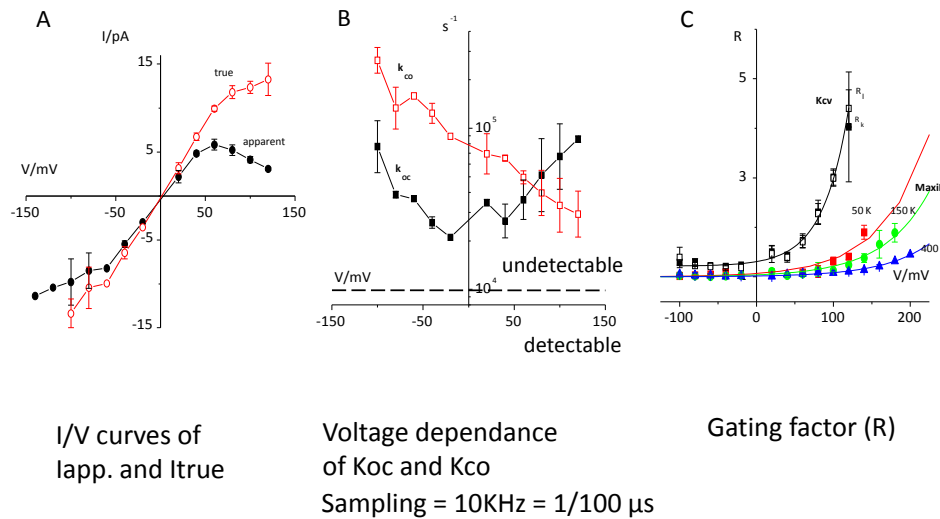 A
I/pA
15
true
5
apparent
V/mV
-150
-50
50
150
-5
-15
I/V curves of
Iapp. and Itrue
B
s-1
k co
10^5
k oc
undetectable
V/mV
10^4
-150
-50
50
150
detectable
Voltage dependance
of Koc and Kco
Sampling = 10KHz = 1/100 µs
C
R
5
Kcv
R I
R k
3
Maxi
50 K
150 K
400
V/mV
-100
0
100
200
Gating factor (R)